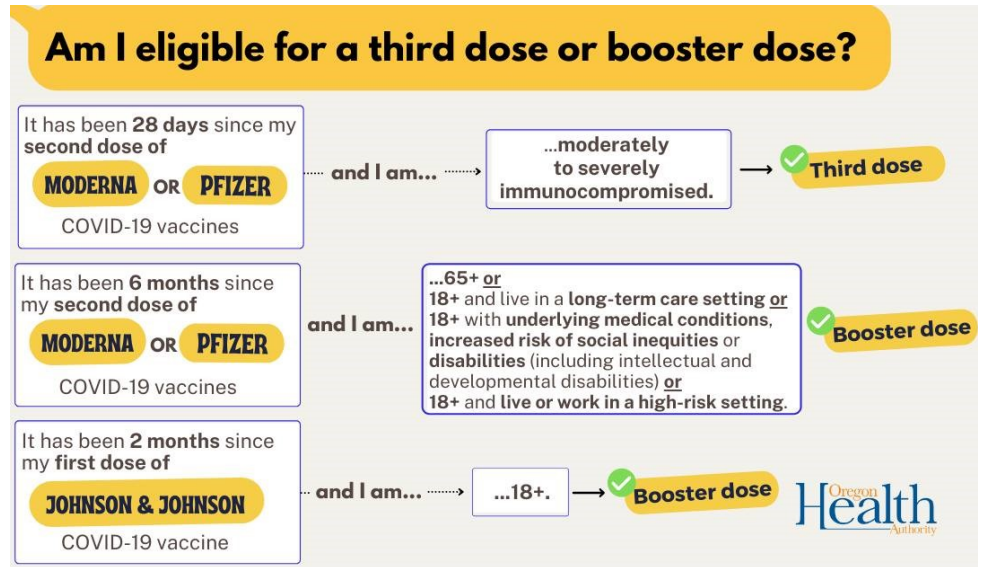 Am I eligible for a third dose or booster dose?
It has been 28 days since my
second dose of
MODERNA OR PFIZER
COVID-19 vaccines
and I am...
...moderately
to severely
immunocompromised.
Third dose
It has been 6 months since
my second dose of
MODERNA OR PFIZER
COVID-19 vaccines
and I am...
...65+ or
18+ and live in a long-term care setting or
18+ with underlying medical conditions,
increased risk of social inequities or
disabilities (including intellectual and
developmental disabilities) or
18+ and live or work in a high-risk setting.
Booster dose
It has been 2 months since
my first dose of
JOHNSON & JOHNSON
COVID-19 vaccine
and I am...
...18+.
Booster dose
Oregon
Health
Authority